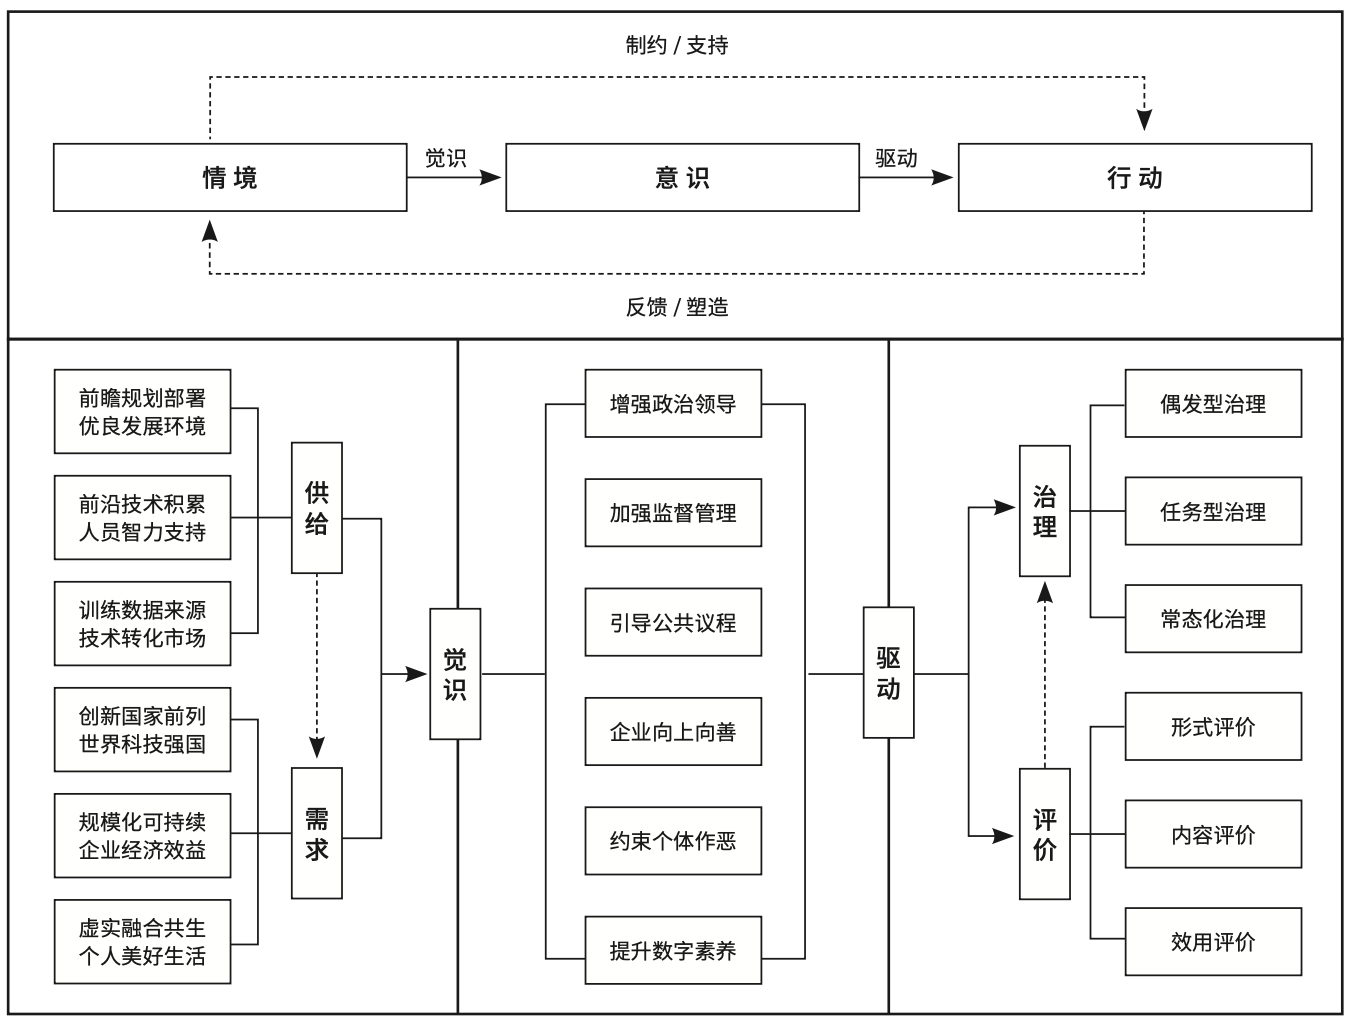 制约 / 支持
情境
觉识
意识
驱动
行动
反馈 / 塑造
前瞻规划部署
优良发展环境
前沿技术积累
人员智力支持
训练数据来源
技术转化市场
创新国家前列
世界科技强国
规模化可持续
企业经济效益
虚实融合共生
个人美好生活
供
给
需
求
觉
识
增强政治领导
加强监督管理
引导公共议程
企业向上向善
约束个体作恶
提升数字素养
驱
动
治
理
评
价
偶发型治理
任务型治理
常态化治理
形式评价
内容评价
效用评价